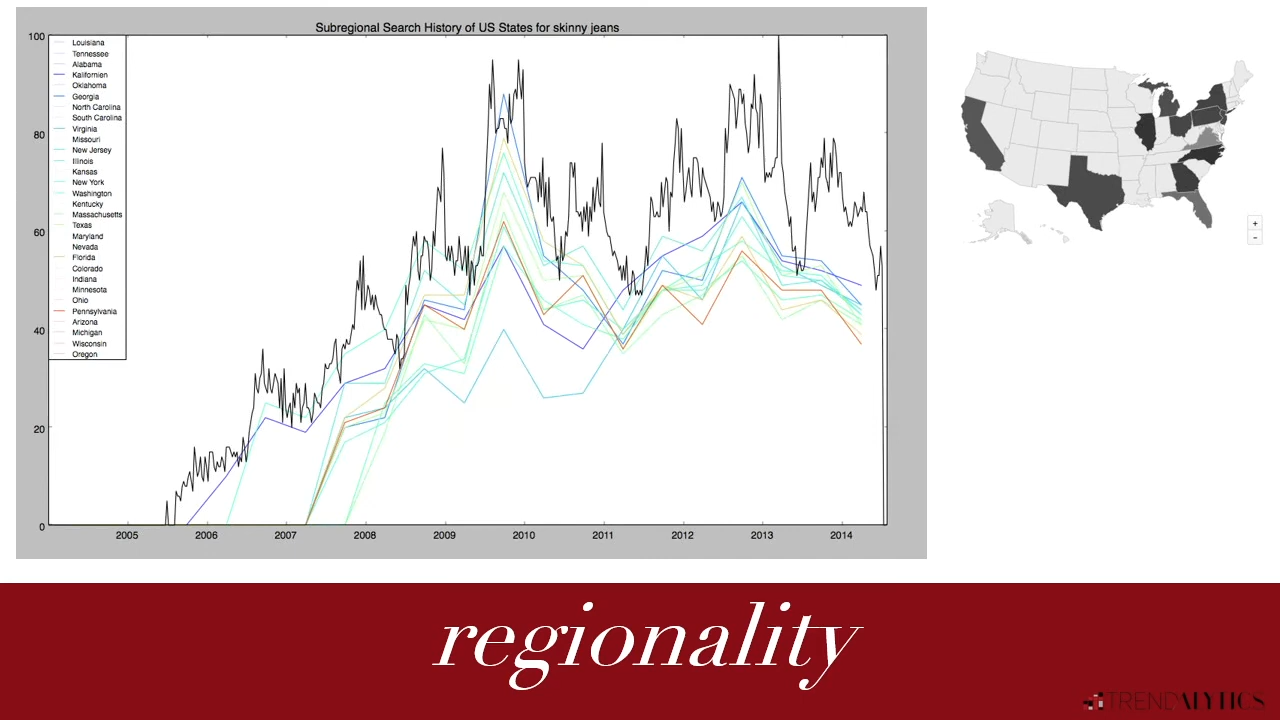 Subregional Search History of US States for skinny jeans
100
80
60
40
20
0
Louisiana
Tennessee
Alabama
Kalifornien
Oklahoma
Georgia
North Carolina
South Carolina
Virginia
Missouri
New Jersey
Illinois
Kansas
New York
Washington
Kentucky
Massachusetts
Texas
Maryland
Nevada
Florida
Colorado
Indiana
Minnesota
Ohio
Pennsylvania
Arizona
Michigan
Wisconsin
Oregon
2005 2006 2007 2008 2009 2010 2011 2012 2013 2014
+
-
regionality
TRENDALYTICS